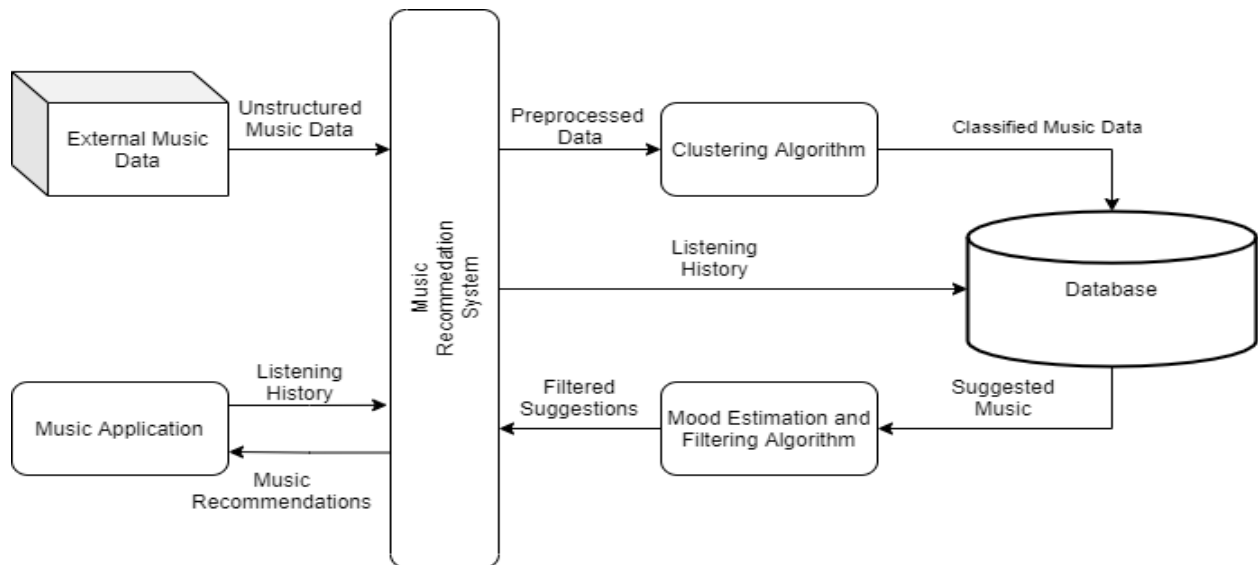 External Music
Data
Unstructured
Music Data
Music
Recommedation
System
Preprocessed
Data
Clustering Algorithm
Classified Music Data
Listening
History
Database
Music Application
Listening
History
Music
Recommendations
Filtered
Suggestions
Mood Estimation and
Filtering Algorithm
Suggested
Music